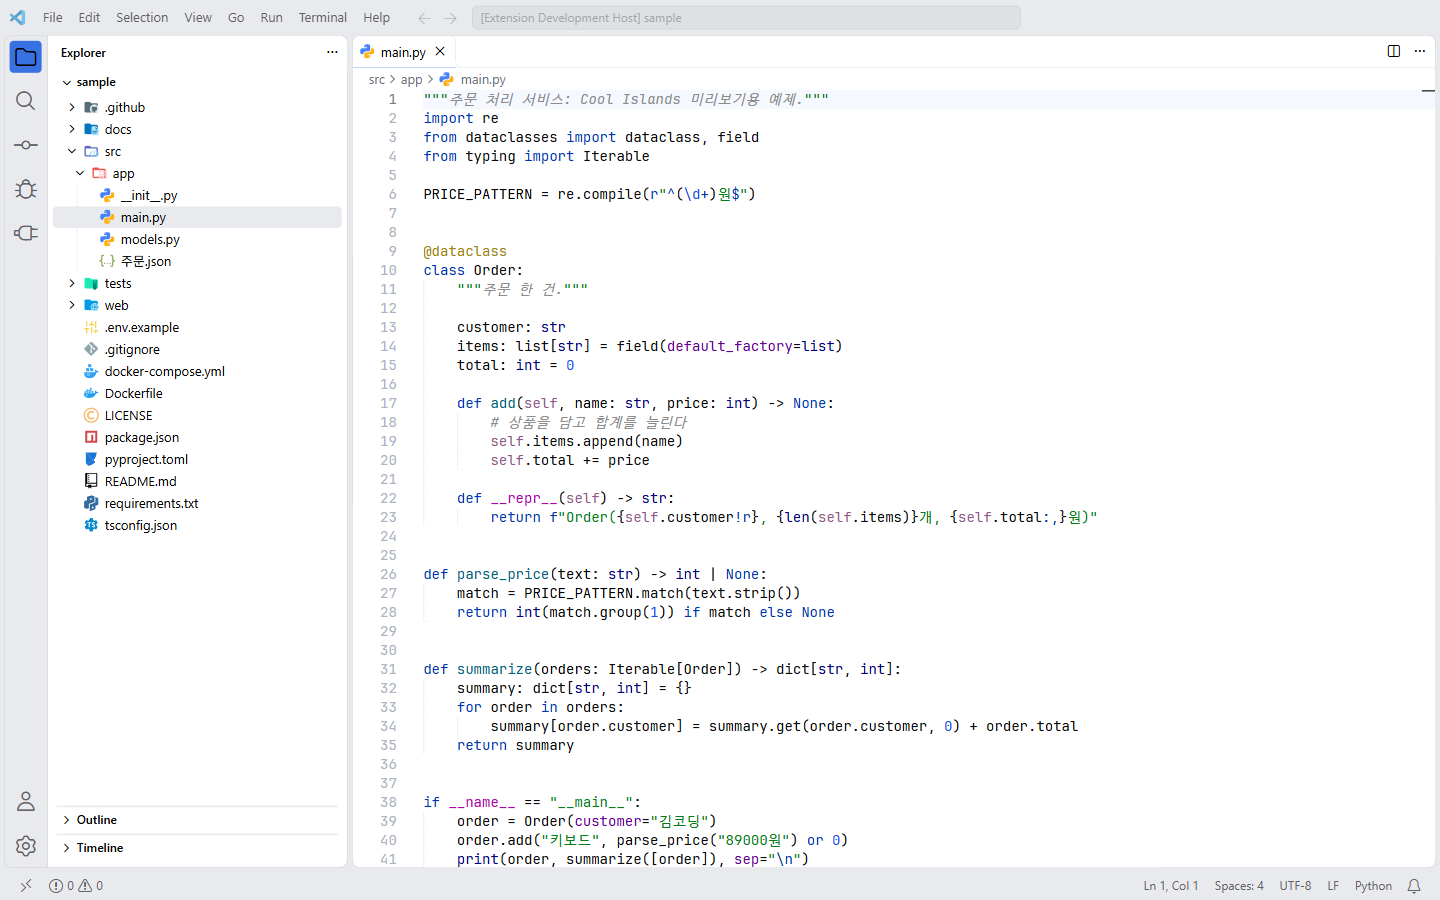 File Edit Selection View Go Run Terminal Help
[Extension Development Host] sample
Explorer
sample
.github
docs
src
app
__init__.py
main.py
models.py
주문.json
tests
web
.env.example
.gitignore
docker-compose.yml
Dockerfile
LICENSE
package.json
pyproject.toml
README.md
requirements.txt
tsconfig.json
Outline
Timeline
main.py
src > app > main.py
1 """주문 처리 서비스: Cool Islands 미리보기용 예제."""
2 import re
3 from dataclasses import dataclass, field
4 from typing import Iterable
5
6 PRICE_PATTERN = re.compile(r"^(\d+)원$")
7
8
9 @dataclass
10 class Order:
11     """주문 한 건."""
12
13     customer: str
14     items: list[str] = field(default_factory=list)
15     total: int = 0
16
17     def add(self, name: str, price: int) -> None:
18         # 상품을 담고 합계를 늘린다
19         self.items.append(name)
20         self.total += price
21
22     def __repr__(self) -> str:
23         return f"Order({self.customer!r}, {len(self.items)}개, {self.total:,}원)"
24
25
26 def parse_price(text: str) -> int | None:
27     match = PRICE_PATTERN.match(text.strip())
28     return int(match.group(1)) if match else None
29
30
31 def summarize(orders: Iterable[Order]) -> dict[str, int]:
32     summary: dict[str, int] = {}
33     for order in orders:
34         summary[order.customer] = summary.get(order.customer, 0) + order.total
35     return summary
36
37
38 if __name__ == "__main__":
39     order = Order(customer="김코딩")
40     order.add("키보드", parse_price("89000원") or 0)
41     print(order, summarize([order]), sep="\n")
0 0
Ln 1, Col 1 Spaces: 4 UTF-8 LF Python